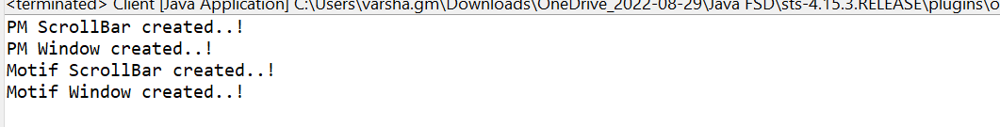 <terminated> Client [Java Application] C:\Users\varsha.gm\Downloads\OneDrive_2022-08-29\Java FSD\sts-4.15.3.RELEASE\plugins\o
PM ScrollBar created..!
PM Window created..!
Motif ScrollBar created..!
Motif Window created..!